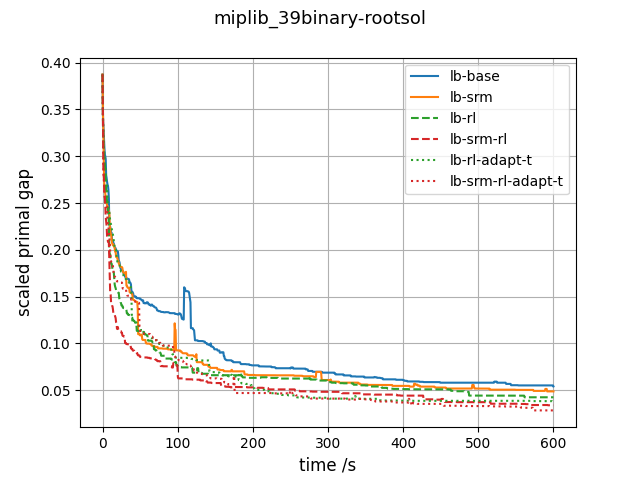 miplib_39binary-rootsol
scaled primal gap
0.40
0.35
0.30
0.25
0.20
0.15
0.10
0.05
lb-base
lb-srm
lb-rl
lb-srm-rl
lb-rl-adapt-t
lb-srm-rl-adapt-t
0 100 200 300 400 500 600
time /s